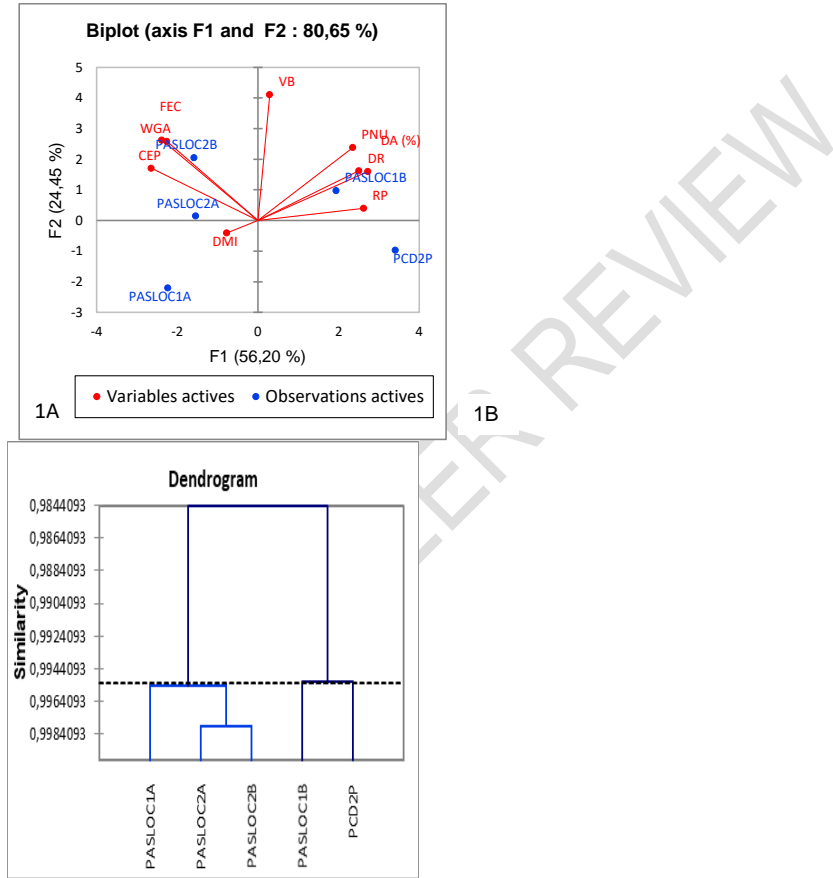 Biplot (axis F1 and F2 : 80,65 %)
5
4
3
2
1
0
-1
-2
-3
F2 (24,45 %)
VB
FEC
WGA
PASLOC2B
CEP
PNU
DA (%)
DR
PASLOC1B
RP
PASLOC2A
DMI
PCD2P
PASLOC1A
-4
-2
0
2
4
F1 (56,20 %)
Variables actives
Observations actives
1A
1B
ER REVIEW
Dendrogram
0,9844093
0,9864093
0,9884093
0,9904093
0,9924093
0,9944093
0,9964093
0,9984093
Similarity
PASLOC1A
PASLOC2A
PASLOC2B
PASLOC1B
PCD2P